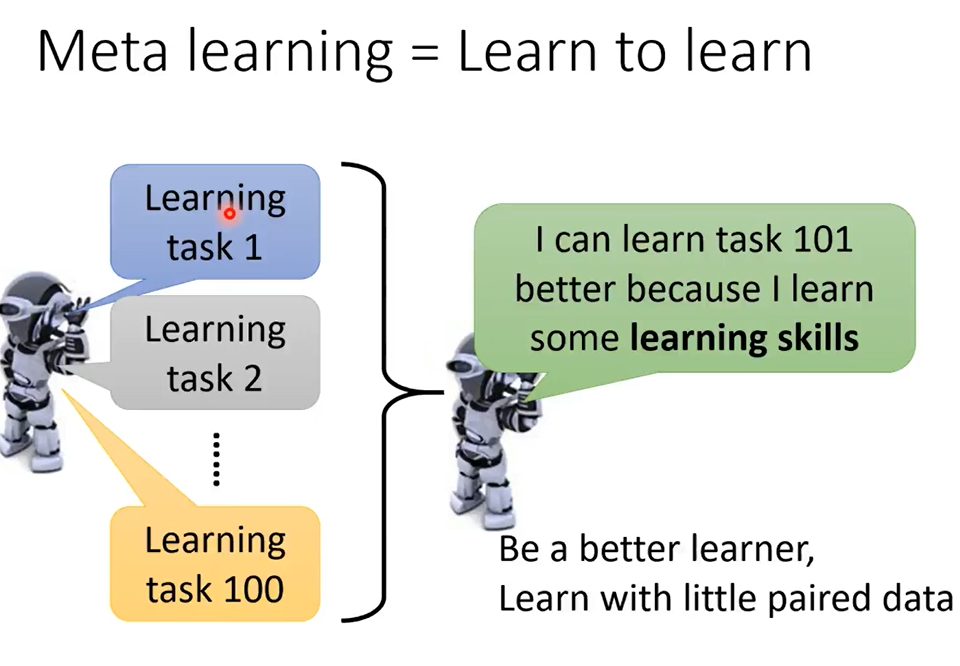 Meta learning = Learn to learn
Learning
task 1
Learning
task 2
......
Learning
task 100
I can learn task 101
better because I learn
some learning skills
Be a better learner,
Learn with little paired data